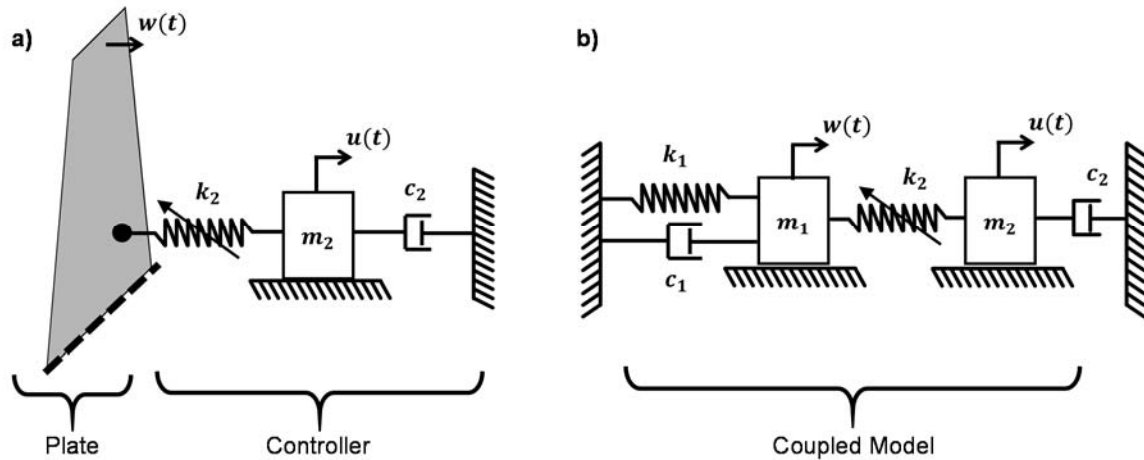 a)
w(t)
u(t)
k₂
c₂
m₂
Plate
Controller
b)
w(t)
u(t)
k₁
k₂
c₂
m₁
m₂
c₁
Coupled Model